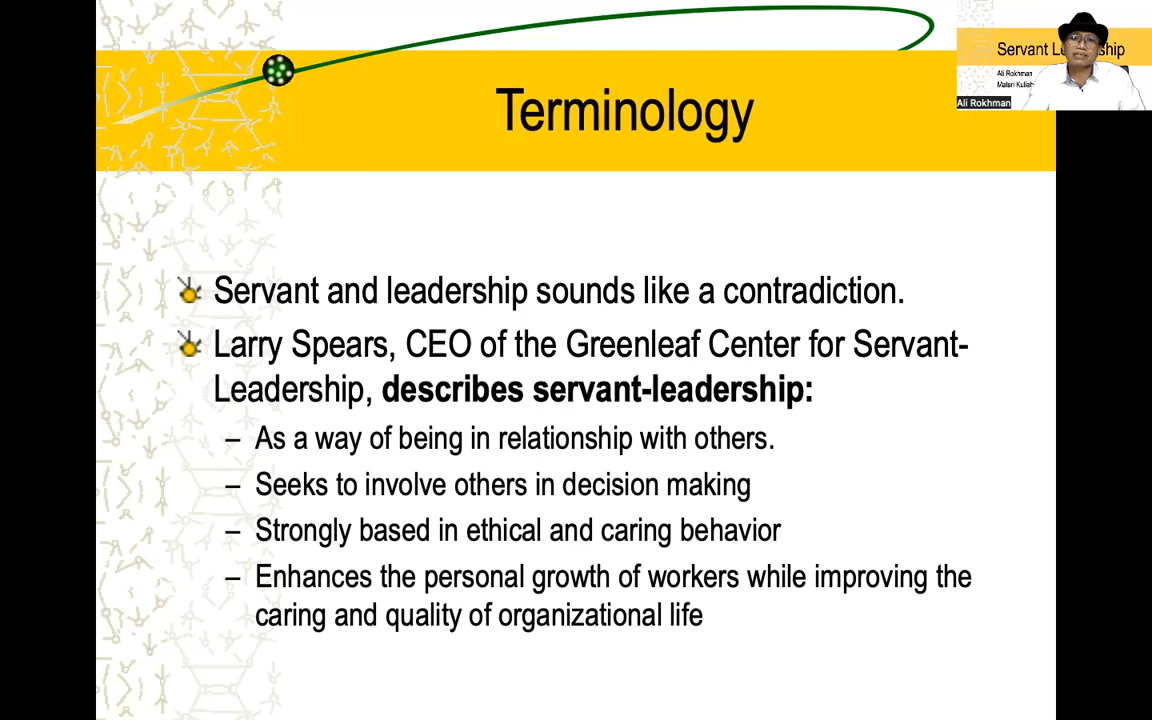 Terminology
Servant and leadership sounds like a contradiction.
Larry Spears, CEO of the Greenleaf Center for Servant-
Leadership, describes servant-leadership:
– As a way of being in relationship with others.
– Seeks to involve others in decision making
– Strongly based in ethical and caring behavior
– Enhances the personal growth of workers while improving the
caring and quality of organizational life
Servant
Ali Rokhman
Materi
Ali Rokhman